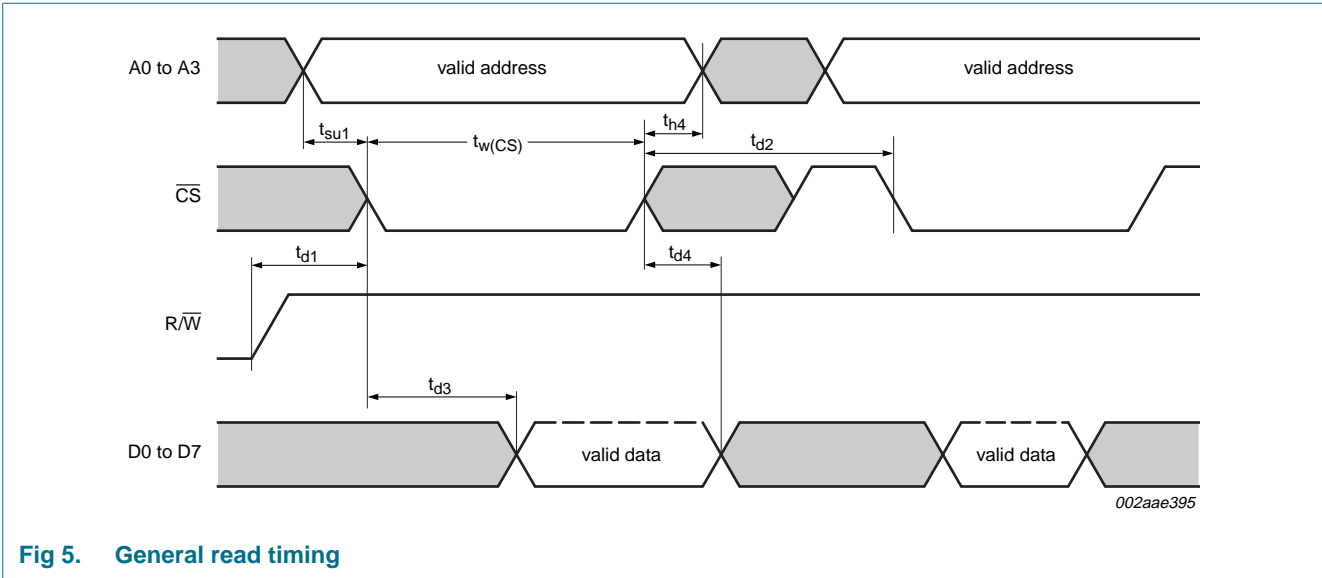 A0 to A3
valid address
valid address
tsu1
tw(CS)
th4
td2
CS
td1
td4
R/W
td3
D0 to D7
valid data
valid data
002aae395
Fig 5. General read timing